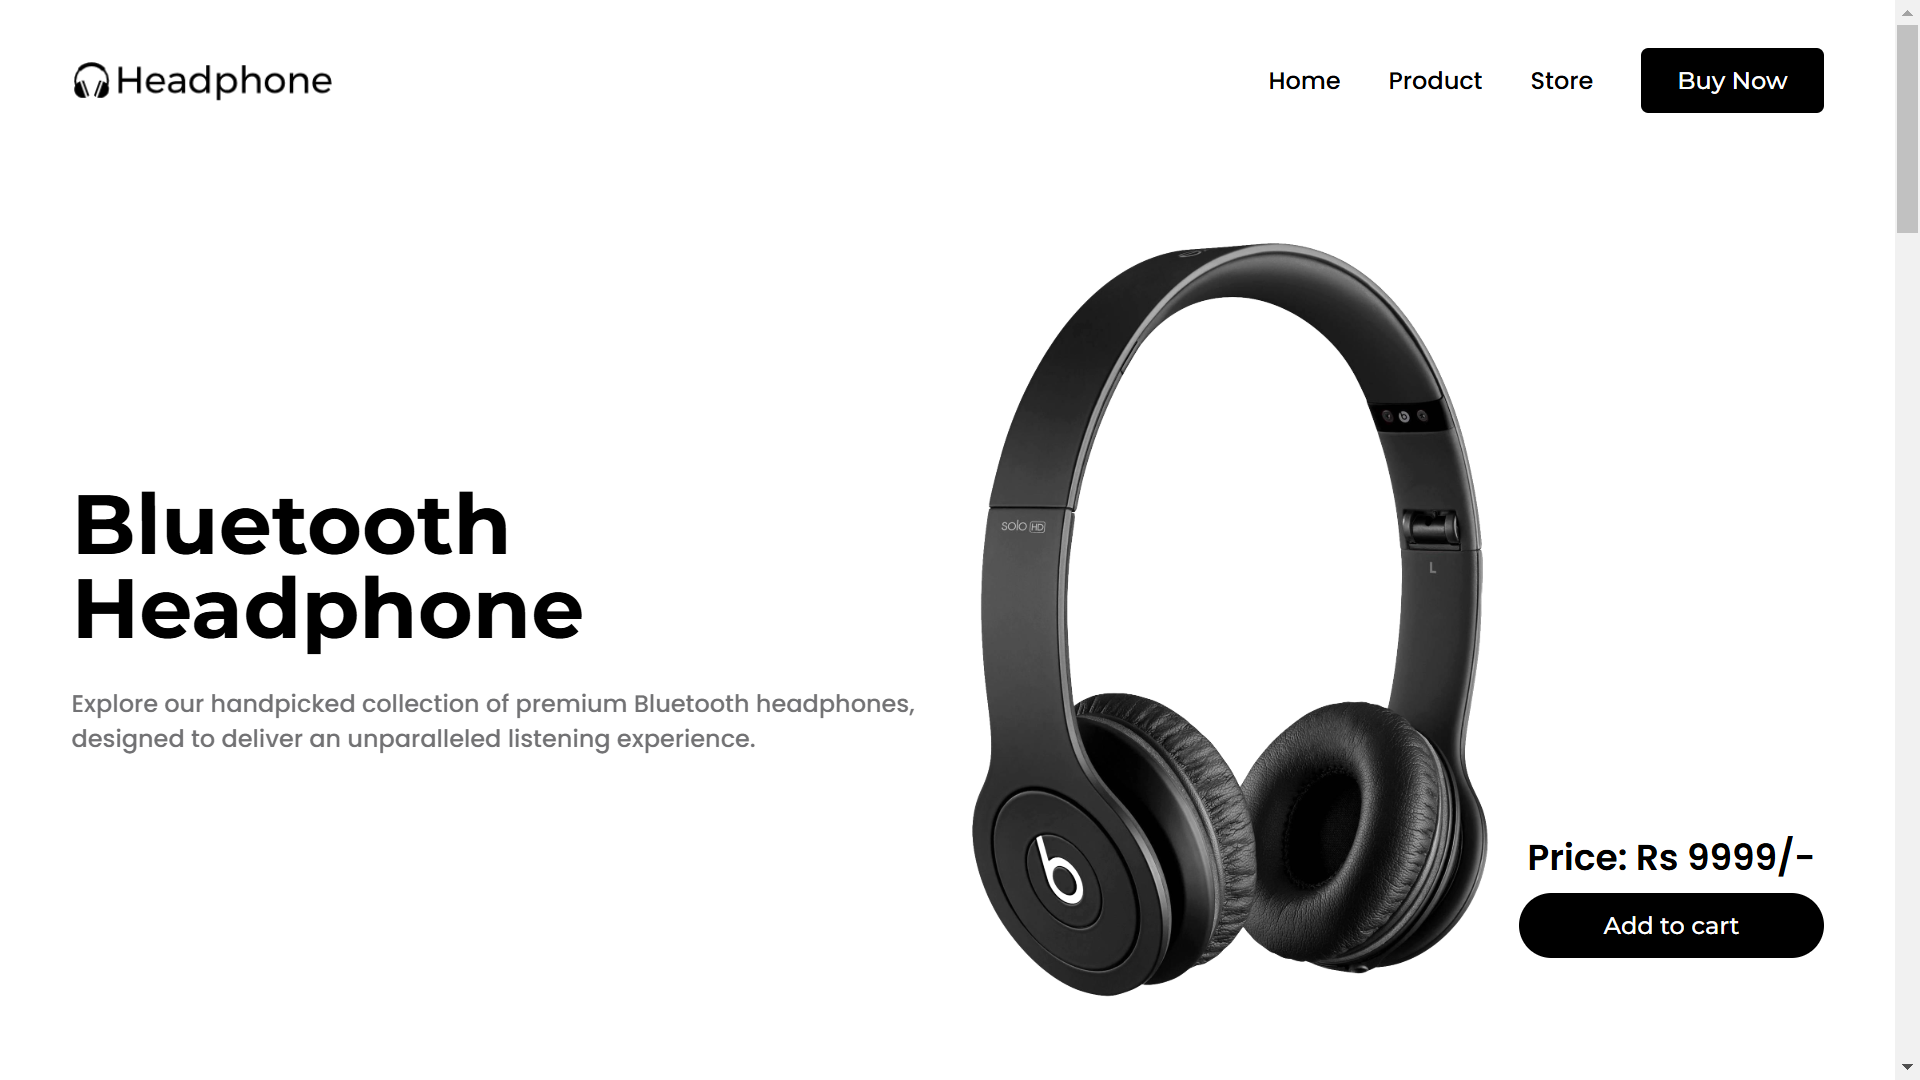 Headphone
Home
Product
Store
Buy Now
solo HD
L
Bluetooth
Headphone
Explore our handpicked collection of premium Bluetooth headphones,
designed to deliver an unparalleled listening experience.
b
Price: Rs 9999/-
Add to cart